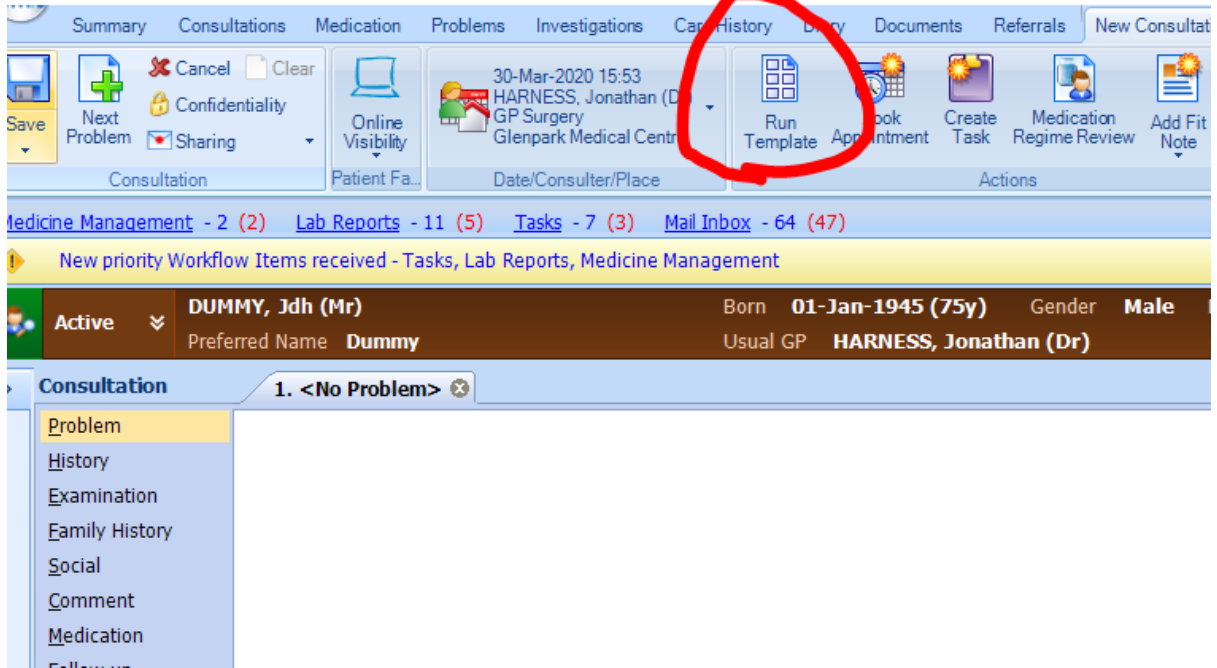 Summary Consultations Medication Problems Investigations History Documents Referrals New
Save
Next Problem
Cancel Clear
Confidentiality
Sharing
Online Visibility
30-Mar-2020 15:53
HARNESS, Jonathan
GP Surgery
Glenpark Medical
Run Template
Create Task
Medication Regime Review
Add Fit Note
Consultation Date/Consulter/Place Actions
Management - 2 (2) Lab Reports - 11 (5) Tasks - 7 (3) Mail Inbox - 64 (47)
New priority Workflow Items received - Tasks, Lab Reports, Medicine Management
Active DUMMY, Jdh (Mr) Born 01-Jan-1945 (75y) Gender Male
Preferred Name Dummy Usual GP HARNESS, Jonathan (Dr)
Consultation 1. <No Problem>
Problem
History
Examination
Family History
Social
Comment
Medication